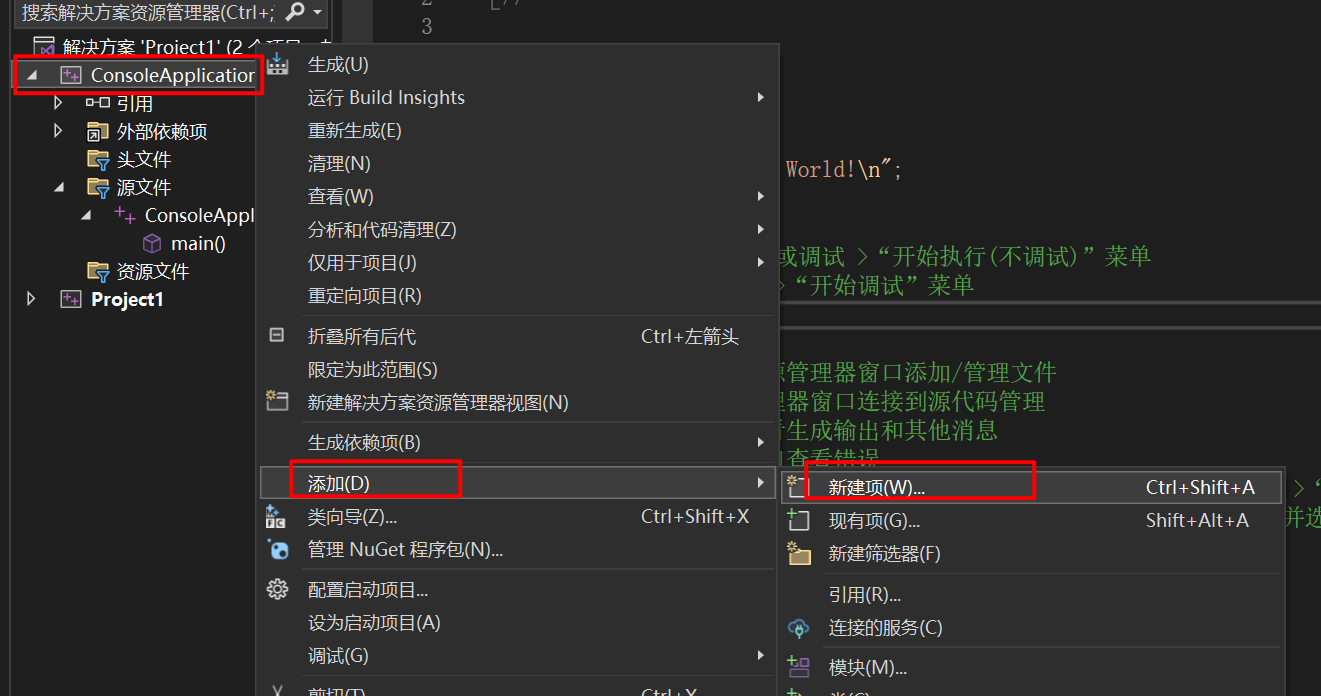 搜索解决方案资源管理器(Ctrl+;
解决方案 'Project1' (2 个项目
ConsoleApplication
引用
外部依赖项
头文件
源文件
ConsoleAppl
main()
资源文件
Project1
生成(U)
运行 Build Insights
重新生成(E)
清理(N)
查看(W)
分析和代码清理(Z)
仅用于项目(J)
重定向项目(R)
折叠所有后代 Ctrl+左箭头
限定为此范围(S)
新建解决方案资源管理器视图(N)
生成依赖项(B)
添加(D)
类向导(Z)... Ctrl+Shift+X
管理 NuGet 程序包(N)...
配置启动项目...
设为启动项目(A)
调试(G)
剪切(T) Ctrl+X
新建项(W)... Ctrl+Shift+A
现有项(G)... Shift+Alt+A
新建筛选器(F)
引用(R)...
连接的服务(C)
模块(M)...
类(C)
2 //
3
World!\n";
或调试 >“开始执行(不调试)”菜单
>“开始调试”菜单
源管理器窗口添加/管理文件
理器窗口连接到源代码管理
看生成输出和其他消息
口查看错误
>“
并选